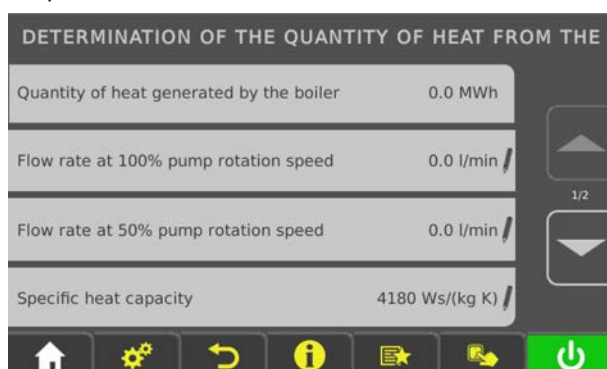 DETERMINATION OF THE QUANTITY OF HEAT FROM THE
Quantity of heat generated by the boiler 0.0 MWh
Flow rate at 100% pump rotation speed 0.0 l/min
1/2
Flow rate at 50% pump rotation speed 0.0 l/min
Specific heat capacity 4180 Ws/(kg K)